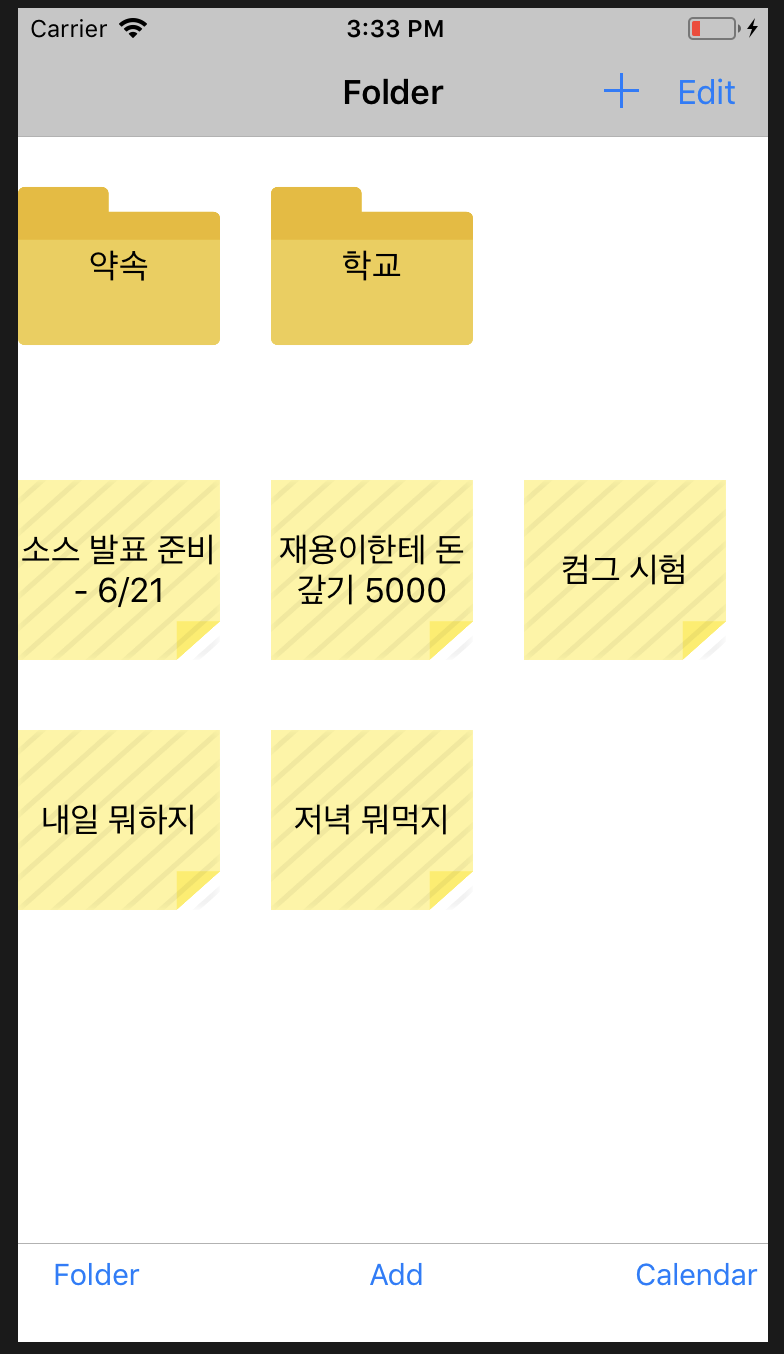 Carrier 3:33 PM
Folder Edit
약속 학교
소스 발표 준비
- 6/21
재용이한테 돈
갚기 5000
컴그 시험
내일 뭐하지
저녁 뭐먹지
Folder Add Calendar